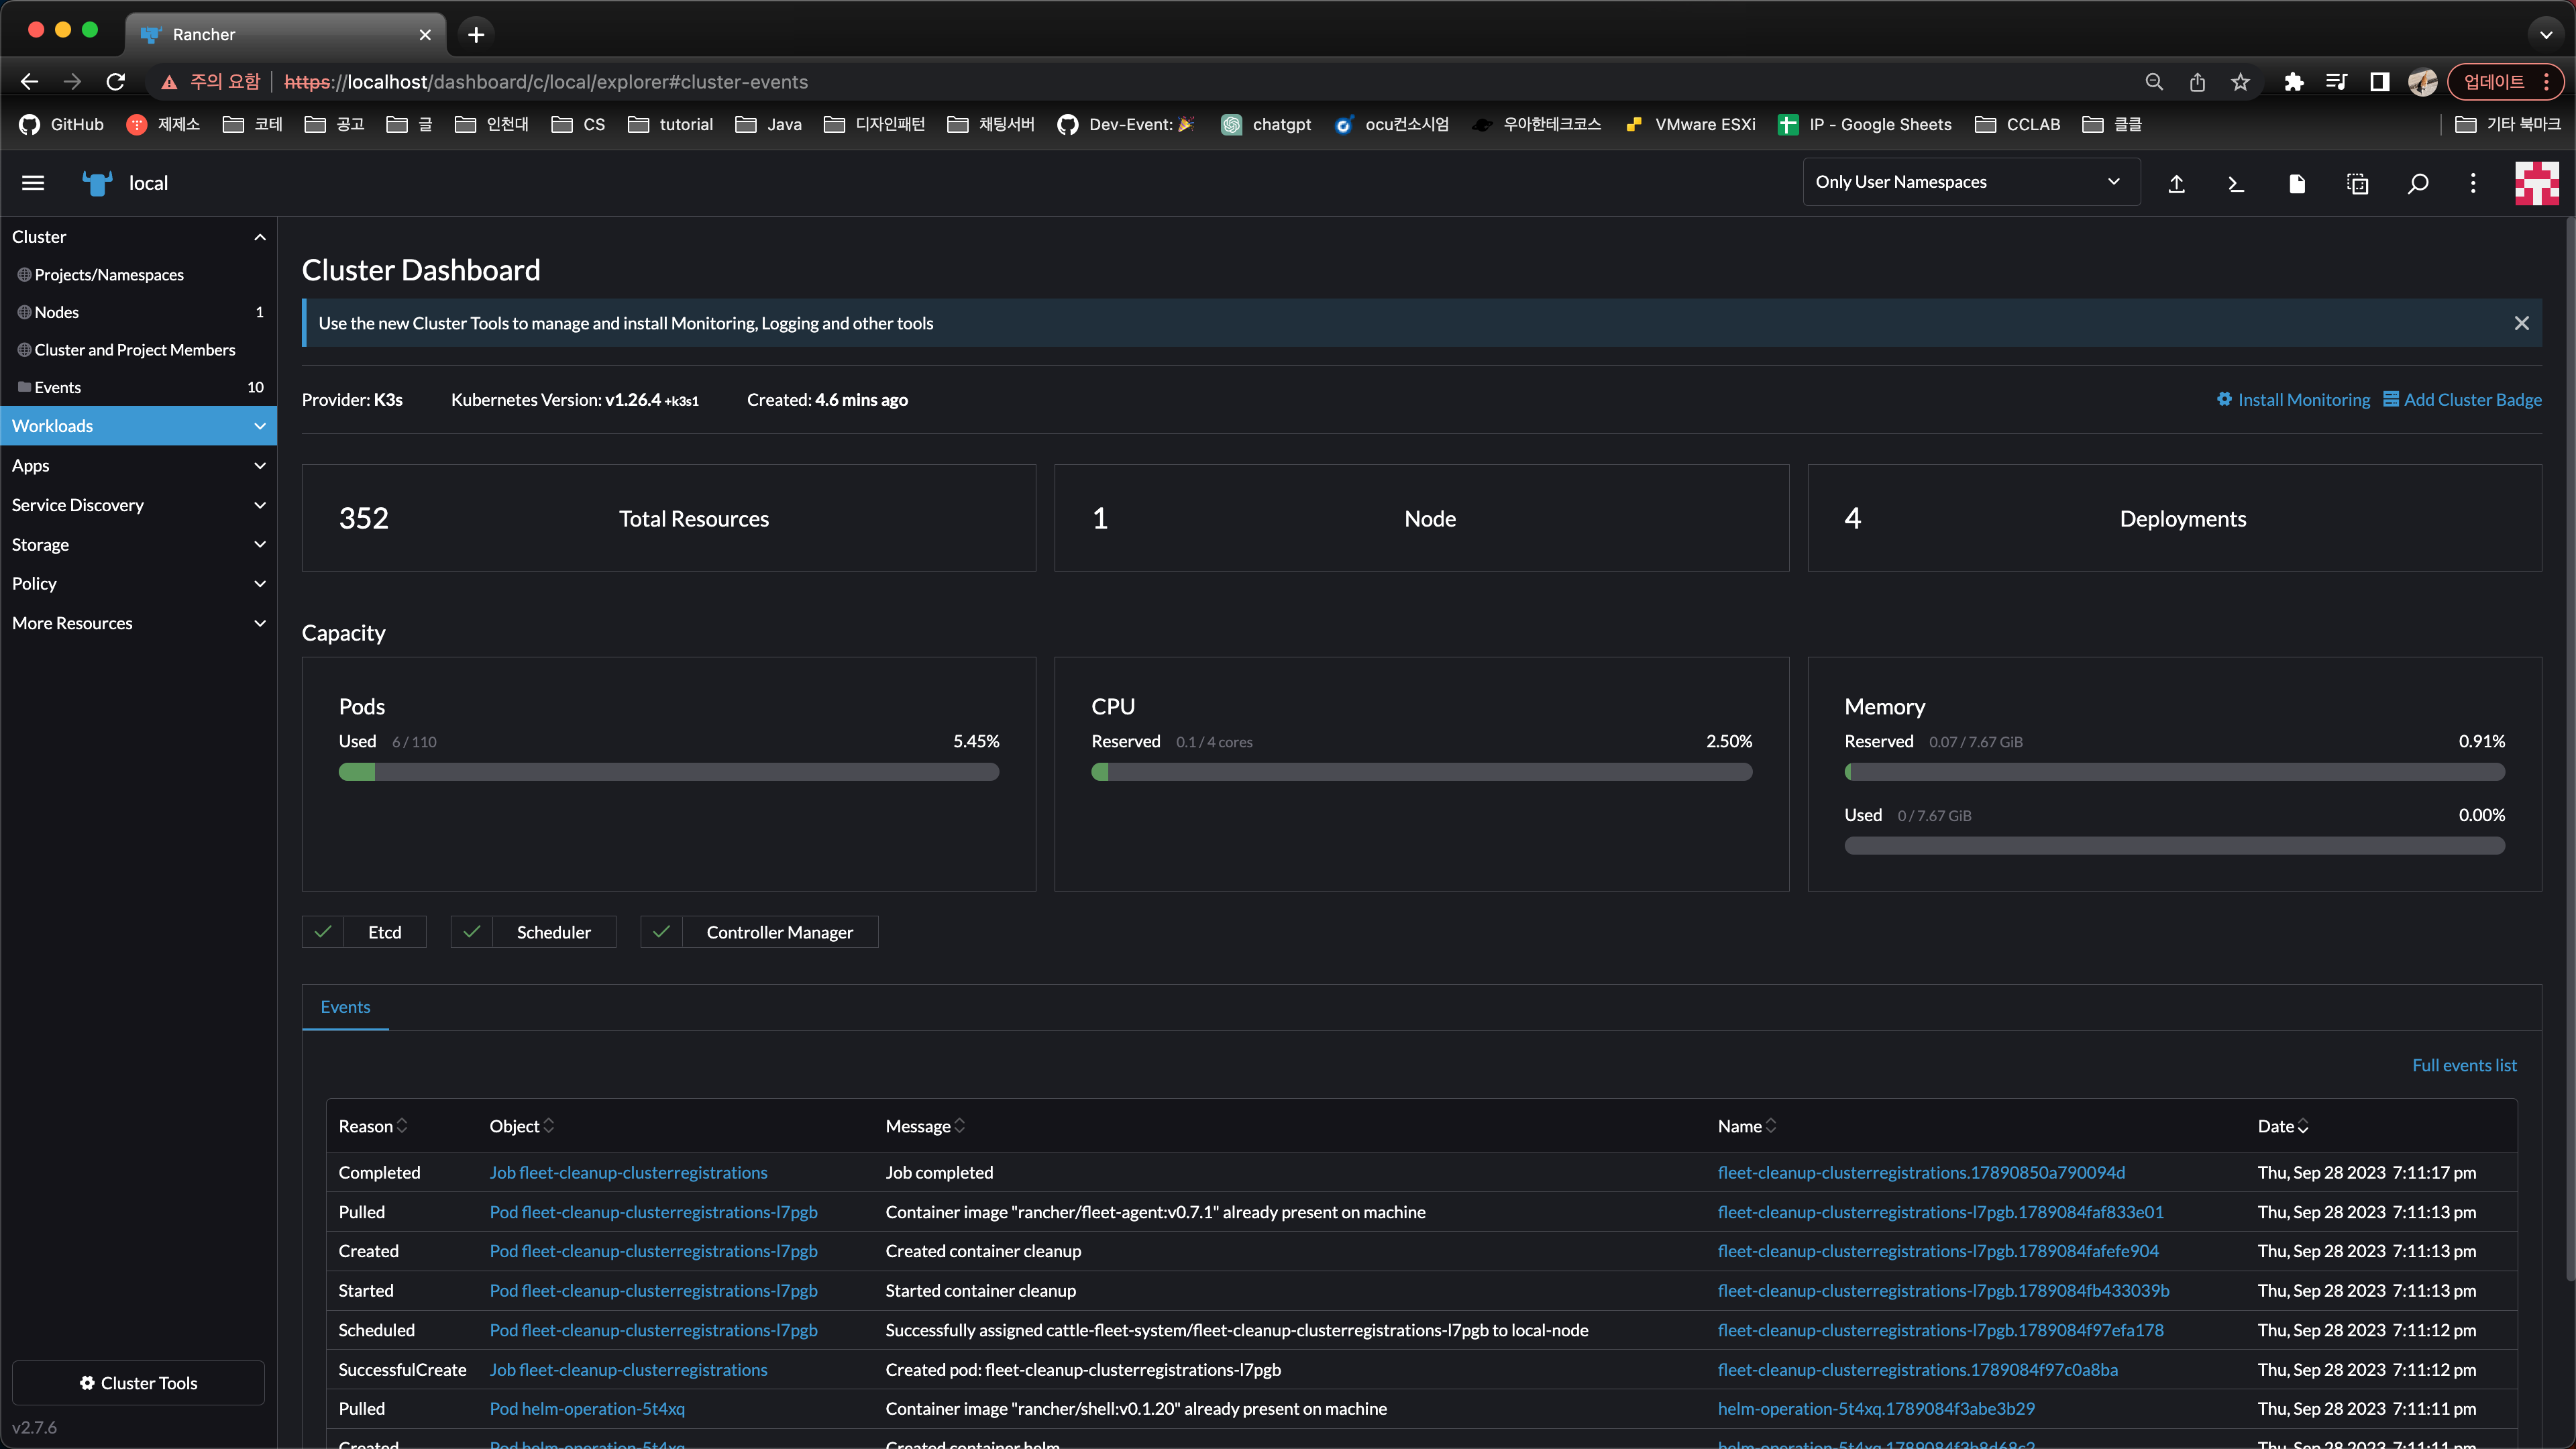 Rancher
주의 요함 https://localhost/dashboard/c/local/explorer#cluster-events 업데이트
GitHub 제제소 코테 공고 글 인천대 CS tutorial Java 디자인패턴 채팅서버 Dev-Event: chatgpt ocu컨소시엄 우아한테크코스 VMware ESXi IP - Google Sheets CCLAB 클클 기타 북마크
local Only User Namespaces
Cluster
Projects/Namespaces
Nodes 1
Cluster and Project Members
Events 10
Workloads
Apps
Service Discovery
Storage
Policy
More Resources
Cluster Tools
v2.7.6
Cluster Dashboard
Use the new Cluster Tools to manage and install Monitoring, Logging and other tools
Provider: K3s Kubernetes Version: v1.26.4 +k3s1 Created: 4.6 mins ago Install Monitoring Add Cluster Badge
352 Total Resources 1 Node 4 Deployments
Capacity
Pods
Used 6 / 110 5.45%
CPU
Reserved 0.1 / 4 cores 2.50%
Memory
Reserved 0.07 / 7.67 GiB 0.91%
Used 0 / 7.67 GiB 0.00%
Etcd Scheduler Controller Manager
Events
Full events list
Reason Object Message Name Date
Completed Job fleet-cleanup-clusterregistrations Job completed fleet-cleanup-clusterregistrations.17890850a790094d Thu, Sep 28 2023 7:11:17 pm
Pulled Pod fleet-cleanup-clusterregistrations-l7pgb Container image "rancher/fleet-agent:v0.7.1" already present on machine fleet-cleanup-clusterregistrations-l7pgb.1789084faf833e01 Thu, Sep 28 2023 7:11:13 pm
Created Pod fleet-cleanup-clusterregistrations-l7pgb Created container cleanup fleet-cleanup-clusterregistrations-l7pgb.1789084fafefe904 Thu, Sep 28 2023 7:11:13 pm
Started Pod fleet-cleanup-clusterregistrations-l7pgb Started container cleanup fleet-cleanup-clusterregistrations-l7pgb.1789084fb433039b Thu, Sep 28 2023 7:11:13 pm
Scheduled Pod fleet-cleanup-clusterregistrations-l7pgb Successfully assigned cattle-fleet-system/fleet-cleanup-clusterregistrations-l7pgb to local-node fleet-cleanup-clusterregistrations-l7pgb.1789084f97efa178 Thu, Sep 28 2023 7:11:12 pm
SuccessfulCreate Job fleet-cleanup-clusterregistrations Created pod: fleet-cleanup-clusterregistrations-l7pgb fleet-cleanup-clusterregistrations.1789084f97c0a8ba Thu, Sep 28 2023 7:11:12 pm
Pulled Pod helm-operation-5t4xq Container image "rancher/shell:v0.1.20" already present on machine helm-operation-5t4xq.1789084f3abe3b29 Thu, Sep 28 2023 7:11:11 pm
Created Pod helm-operation-5t4xq Created container helm Thu, Sep 28 2023 7:11:11 pm